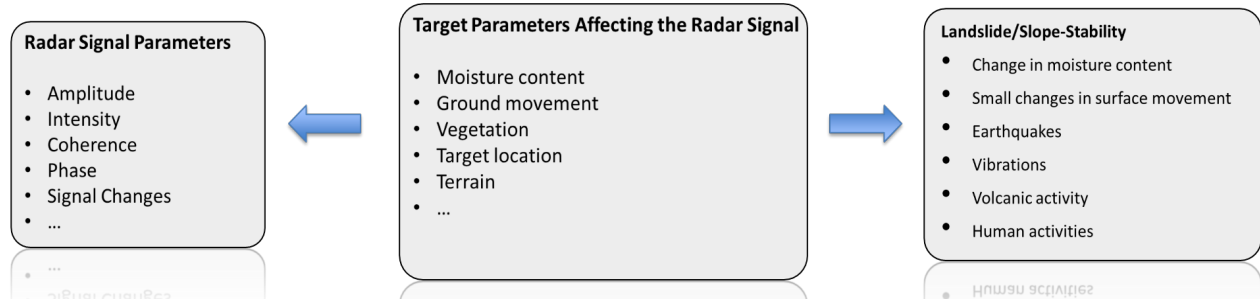 Radar Signal Parameters
• Amplitude
• Intensity
• Coherence
• Phase
• Signal Changes
• ...
Target Parameters Affecting the Radar Signal
• Moisture content
• Ground movement
• Vegetation
• Target location
• Terrain
• ...
Landslide/Slope-Stability
• Change in moisture content
• Small changes in surface movement
• Earthquakes
• Vibrations
• Volcanic activity
• Human activities